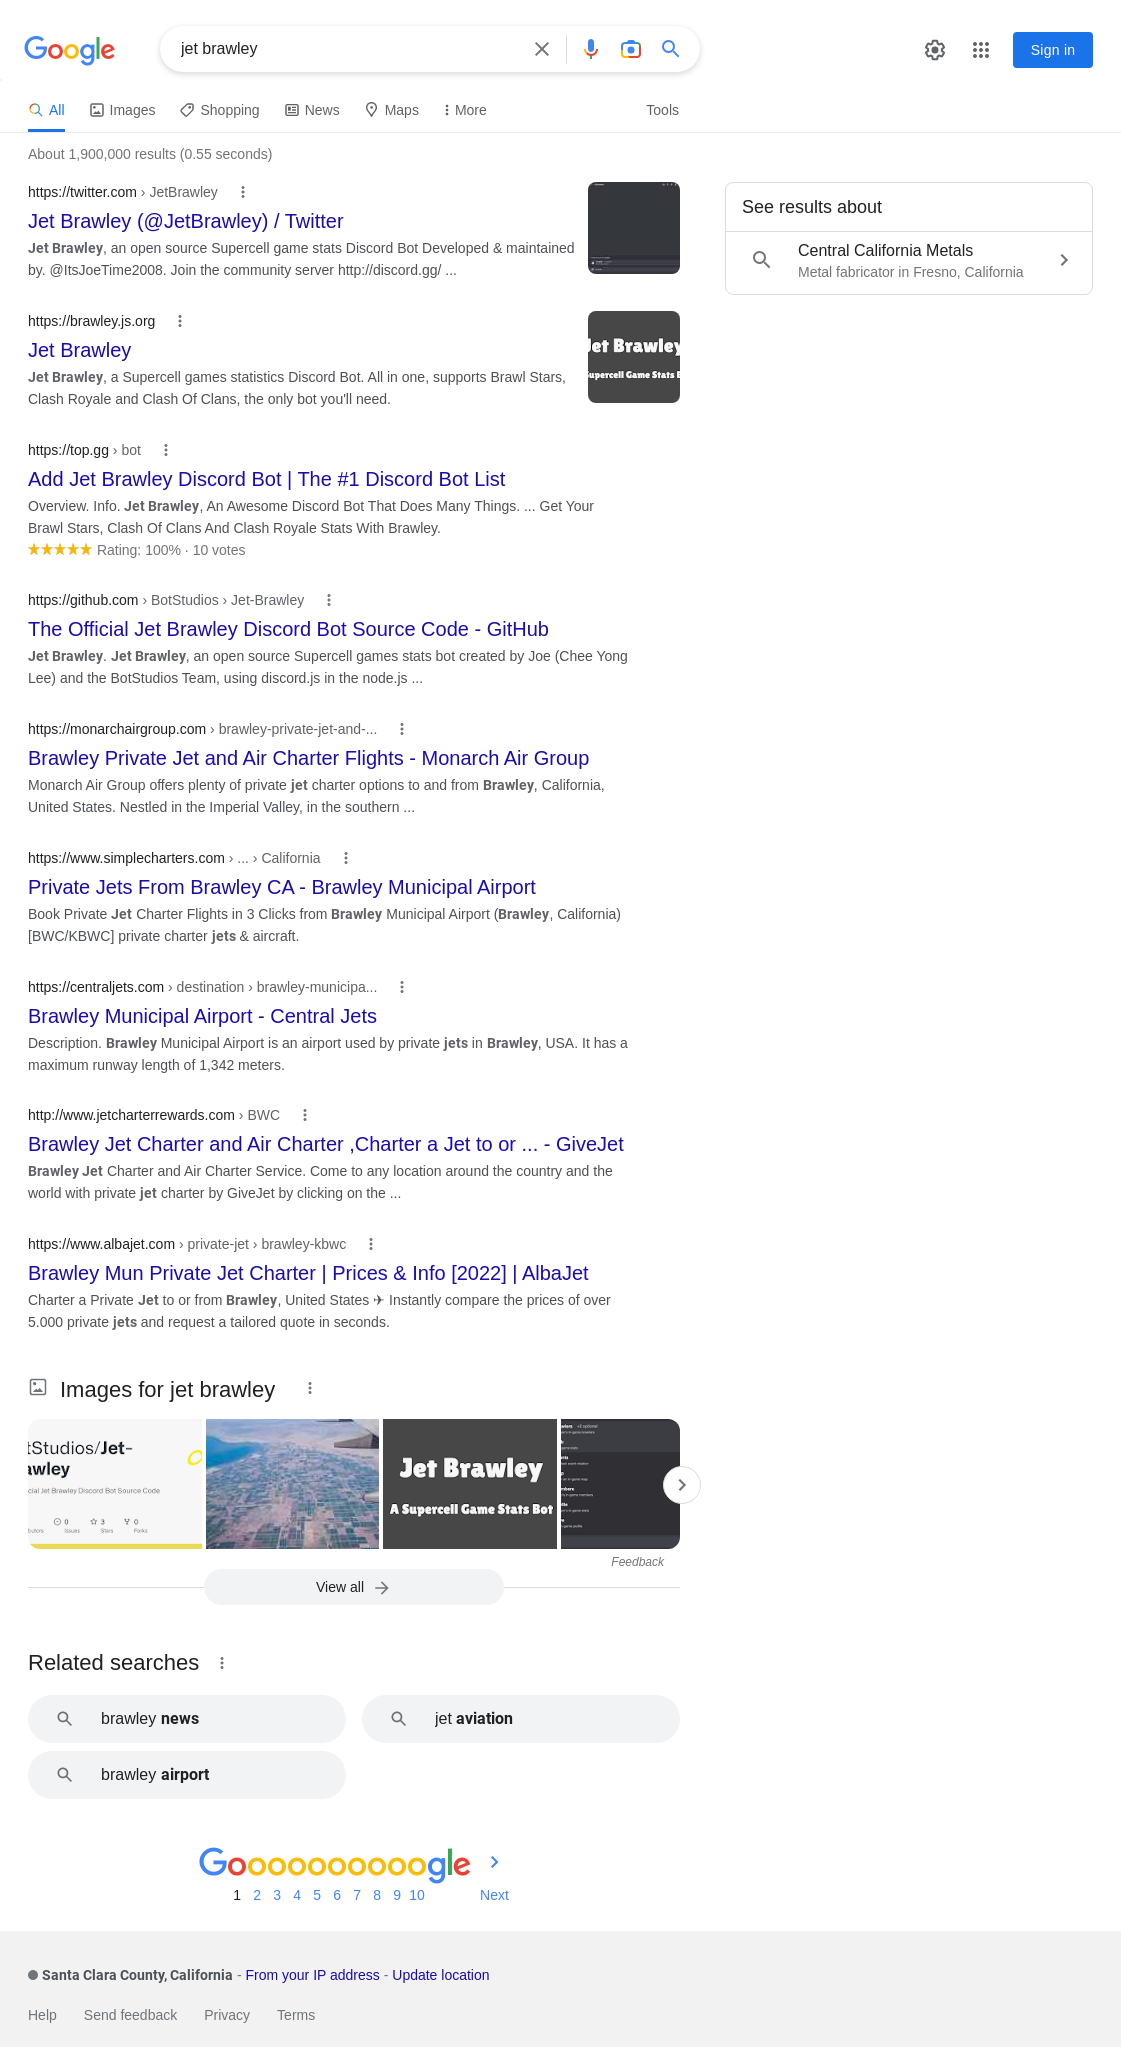 Google
jet brawley
Sign in
All
Images
Shopping
News
Maps
More
Tools
About 1,900,000 results (0.55 seconds)
https://twitter.com › JetBrawley
Jet Brawley (@JetBrawley) / Twitter
Jet Brawley, an open source Supercell game stats Discord Bot Developed & maintained
by. @ItsJoeTime2008. Join the community server http://discord.gg/ ...
See results about
Central California Metals
Metal fabricator in Fresno, California
https://brawley.js.org
Jet Brawley
Jet Brawley, a Supercell games statistics Discord Bot. All in one, supports Brawl Stars,
Clash Royale and Clash Of Clans, the only bot you'll need.
Jet Brawley
Supercell Game Stats B
https://top.gg › bot
Add Jet Brawley Discord Bot | The #1 Discord Bot List
Overview. Info. Jet Brawley, An Awesome Discord Bot That Does Many Things. ... Get Your
Brawl Stars, Clash Of Clans And Clash Royale Stats With Brawley.
Rating: 100% · 10 votes
https://github.com › BotStudios › Jet-Brawley
The Official Jet Brawley Discord Bot Source Code - GitHub
Jet Brawley. Jet Brawley, an open source Supercell games stats bot created by Joe (Chee Yong
Lee) and the BotStudios Team, using discord.js in the node.js ...
https://monarchairgroup.com › brawley-private-jet-and-...
Brawley Private Jet and Air Charter Flights - Monarch Air Group
Monarch Air Group offers plenty of private jet charter options to and from Brawley, California,
United States. Nestled in the Imperial Valley, in the southern ...
https://www.simplecharters.com › ... › California
Private Jets From Brawley CA - Brawley Municipal Airport
Book Private Jet Charter Flights in 3 Clicks from Brawley Municipal Airport (Brawley, California)
[BWC/KBWC] private charter jets & aircraft.
https://centraljets.com › destination › brawley-municipa...
Brawley Municipal Airport - Central Jets
Description. Brawley Municipal Airport is an airport used by private jets in Brawley, USA. It has a
maximum runway length of 1,342 meters.
http://www.jetcharterrewards.com › BWC
Brawley Jet Charter and Air Charter ,Charter a Jet to or ... - GiveJet
Brawley Jet Charter and Air Charter Service. Come to any location around the country and the
world with private jet charter by GiveJet by clicking on the ...
https://www.albajet.com › private-jet › brawley-kbwc
Brawley Mun Private Jet Charter | Prices & Info [2022] | AlbaJet
Charter a Private Jet to or from Brawley, United States ✈ Instantly compare the prices of over
5.000 private jets and request a tailored quote in seconds.
Images for jet brawley
tStudios/Jet-
awley
cial Jet Brawley Discord Bot Source Code
0 3 0
butors Issues Stars Forks
Jet Brawley
A Supercell Game Stats Bot
Feedback
View all
Related searches
brawley news
jet aviation
brawley airport
Goooooooooogle
1 2 3 4 5 6 7 8 9 10 Next
Santa Clara County, California - From your IP address - Update location
Help
Send feedback
Privacy
Terms